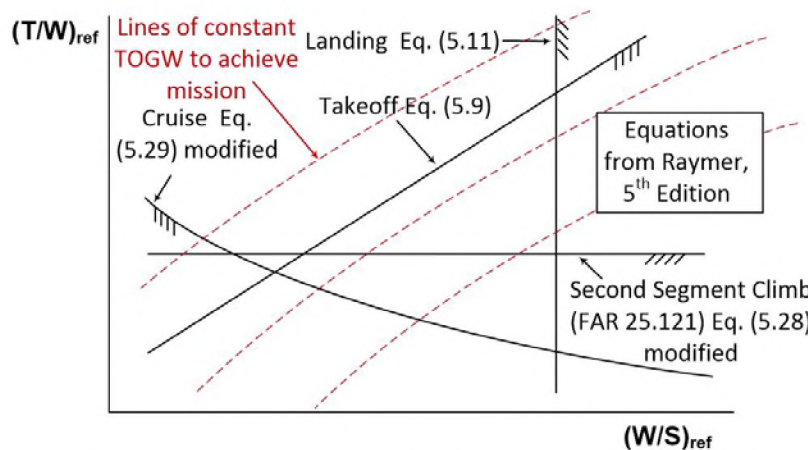 (T/W)ref
Lines of constant
TOGW to achieve
mission
Landing Eq. (5.11)
Cruise Eq.
(5.29) modified
Takeoff Eq. (5.9)
Equations
from Raymer,
5th Edition
Second Segment Climb
(FAR 25.121) Eq. (5.28)
modified
(W/S)ref